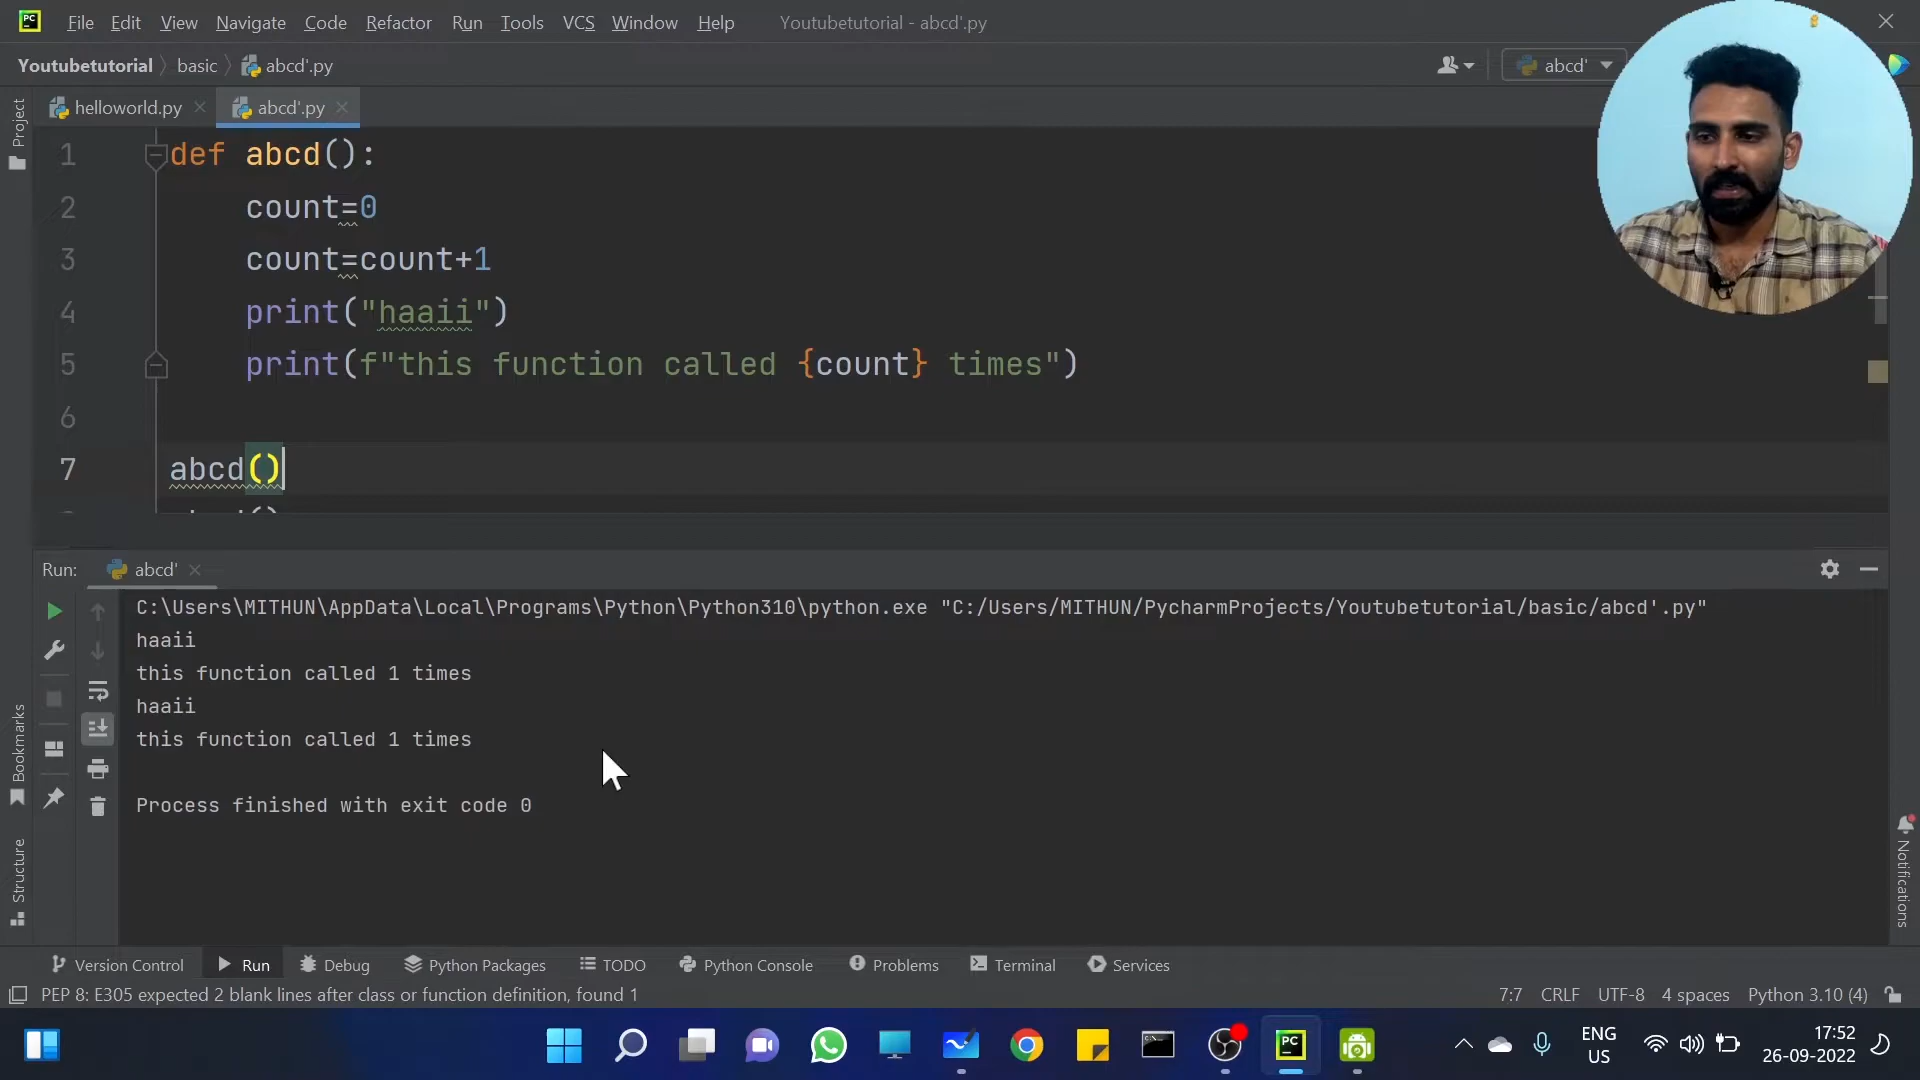 File Edit View Navigate Code Refactor Run Tools VCS Window Help Youtubetutorial - abcd'.py
Youtubetutorial basic abcd'.py abcd'
Project
helloworld.py abcd'.py
1 def abcd():
2 count=0
3 count=count+1
4 print("haaii")
5 print(f"this function called {count} times")
6
7 abcd()
Run: abcd'
C:\Users\MITHUN\AppData\Local\Programs\Python\Python310\python.exe "C:/Users/MITHUN/PycharmProjects/Youtubetutorial/basic/abcd'.py"
haaii
this function called 1 times
haaii
this function called 1 times
Process finished with exit code 0
Bookmarks
Structure
Notifications
Version Control Run Debug Python Packages TODO Python Console Problems Terminal Services
PEP 8: E305 expected 2 blank lines after class or function definition, found 1 7:7 CRLF UTF-8 4 spaces Python 3.10 (4)
PC
ENG
US
17:52
26-09-2022